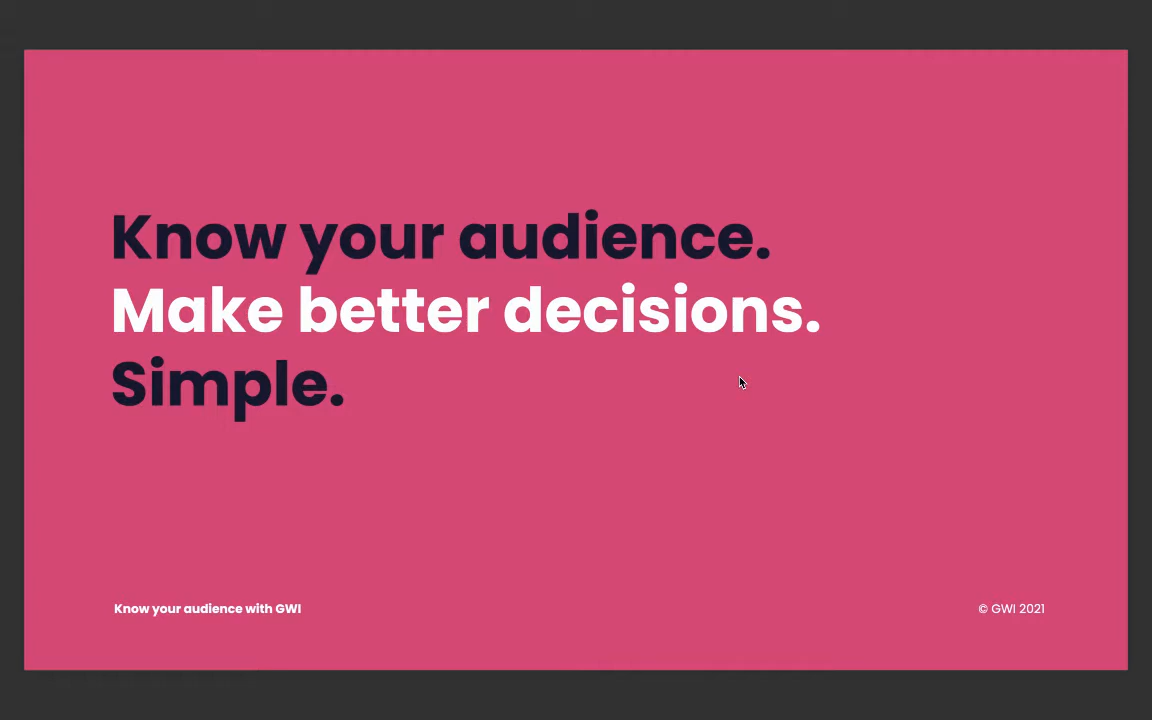 Know your audience.
Make better decisions.
Simple.
Know your audience with GWI
© GWI 2021